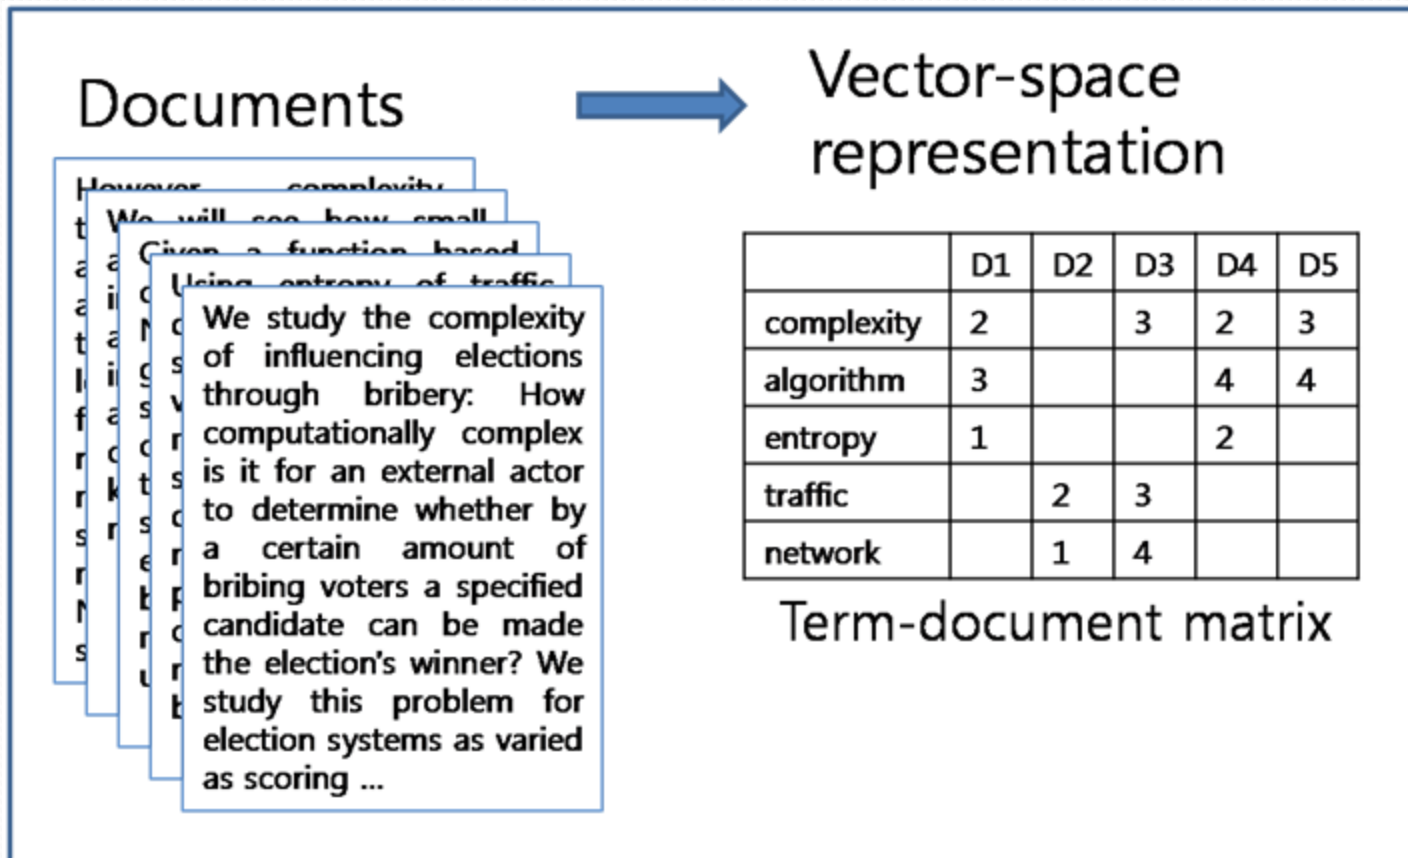 Documents
Vector-space
representation
However complexity
We will see how small
Given a function based
Using entropy of traffic
We study the complexity
of influencing elections
through bribery: How
computationally complex
is it for an external actor
to determine whether by
a certain amount of
bribing voters a specified
candidate can be made
the election's winner? We
study this problem for
election systems as varied
as scoring ...
D1 D2 D3 D4 D5
complexity 2 3 2 3
algorithm 3 4 4
entropy 1 2
traffic 2 3
network 1 4
Term-document matrix